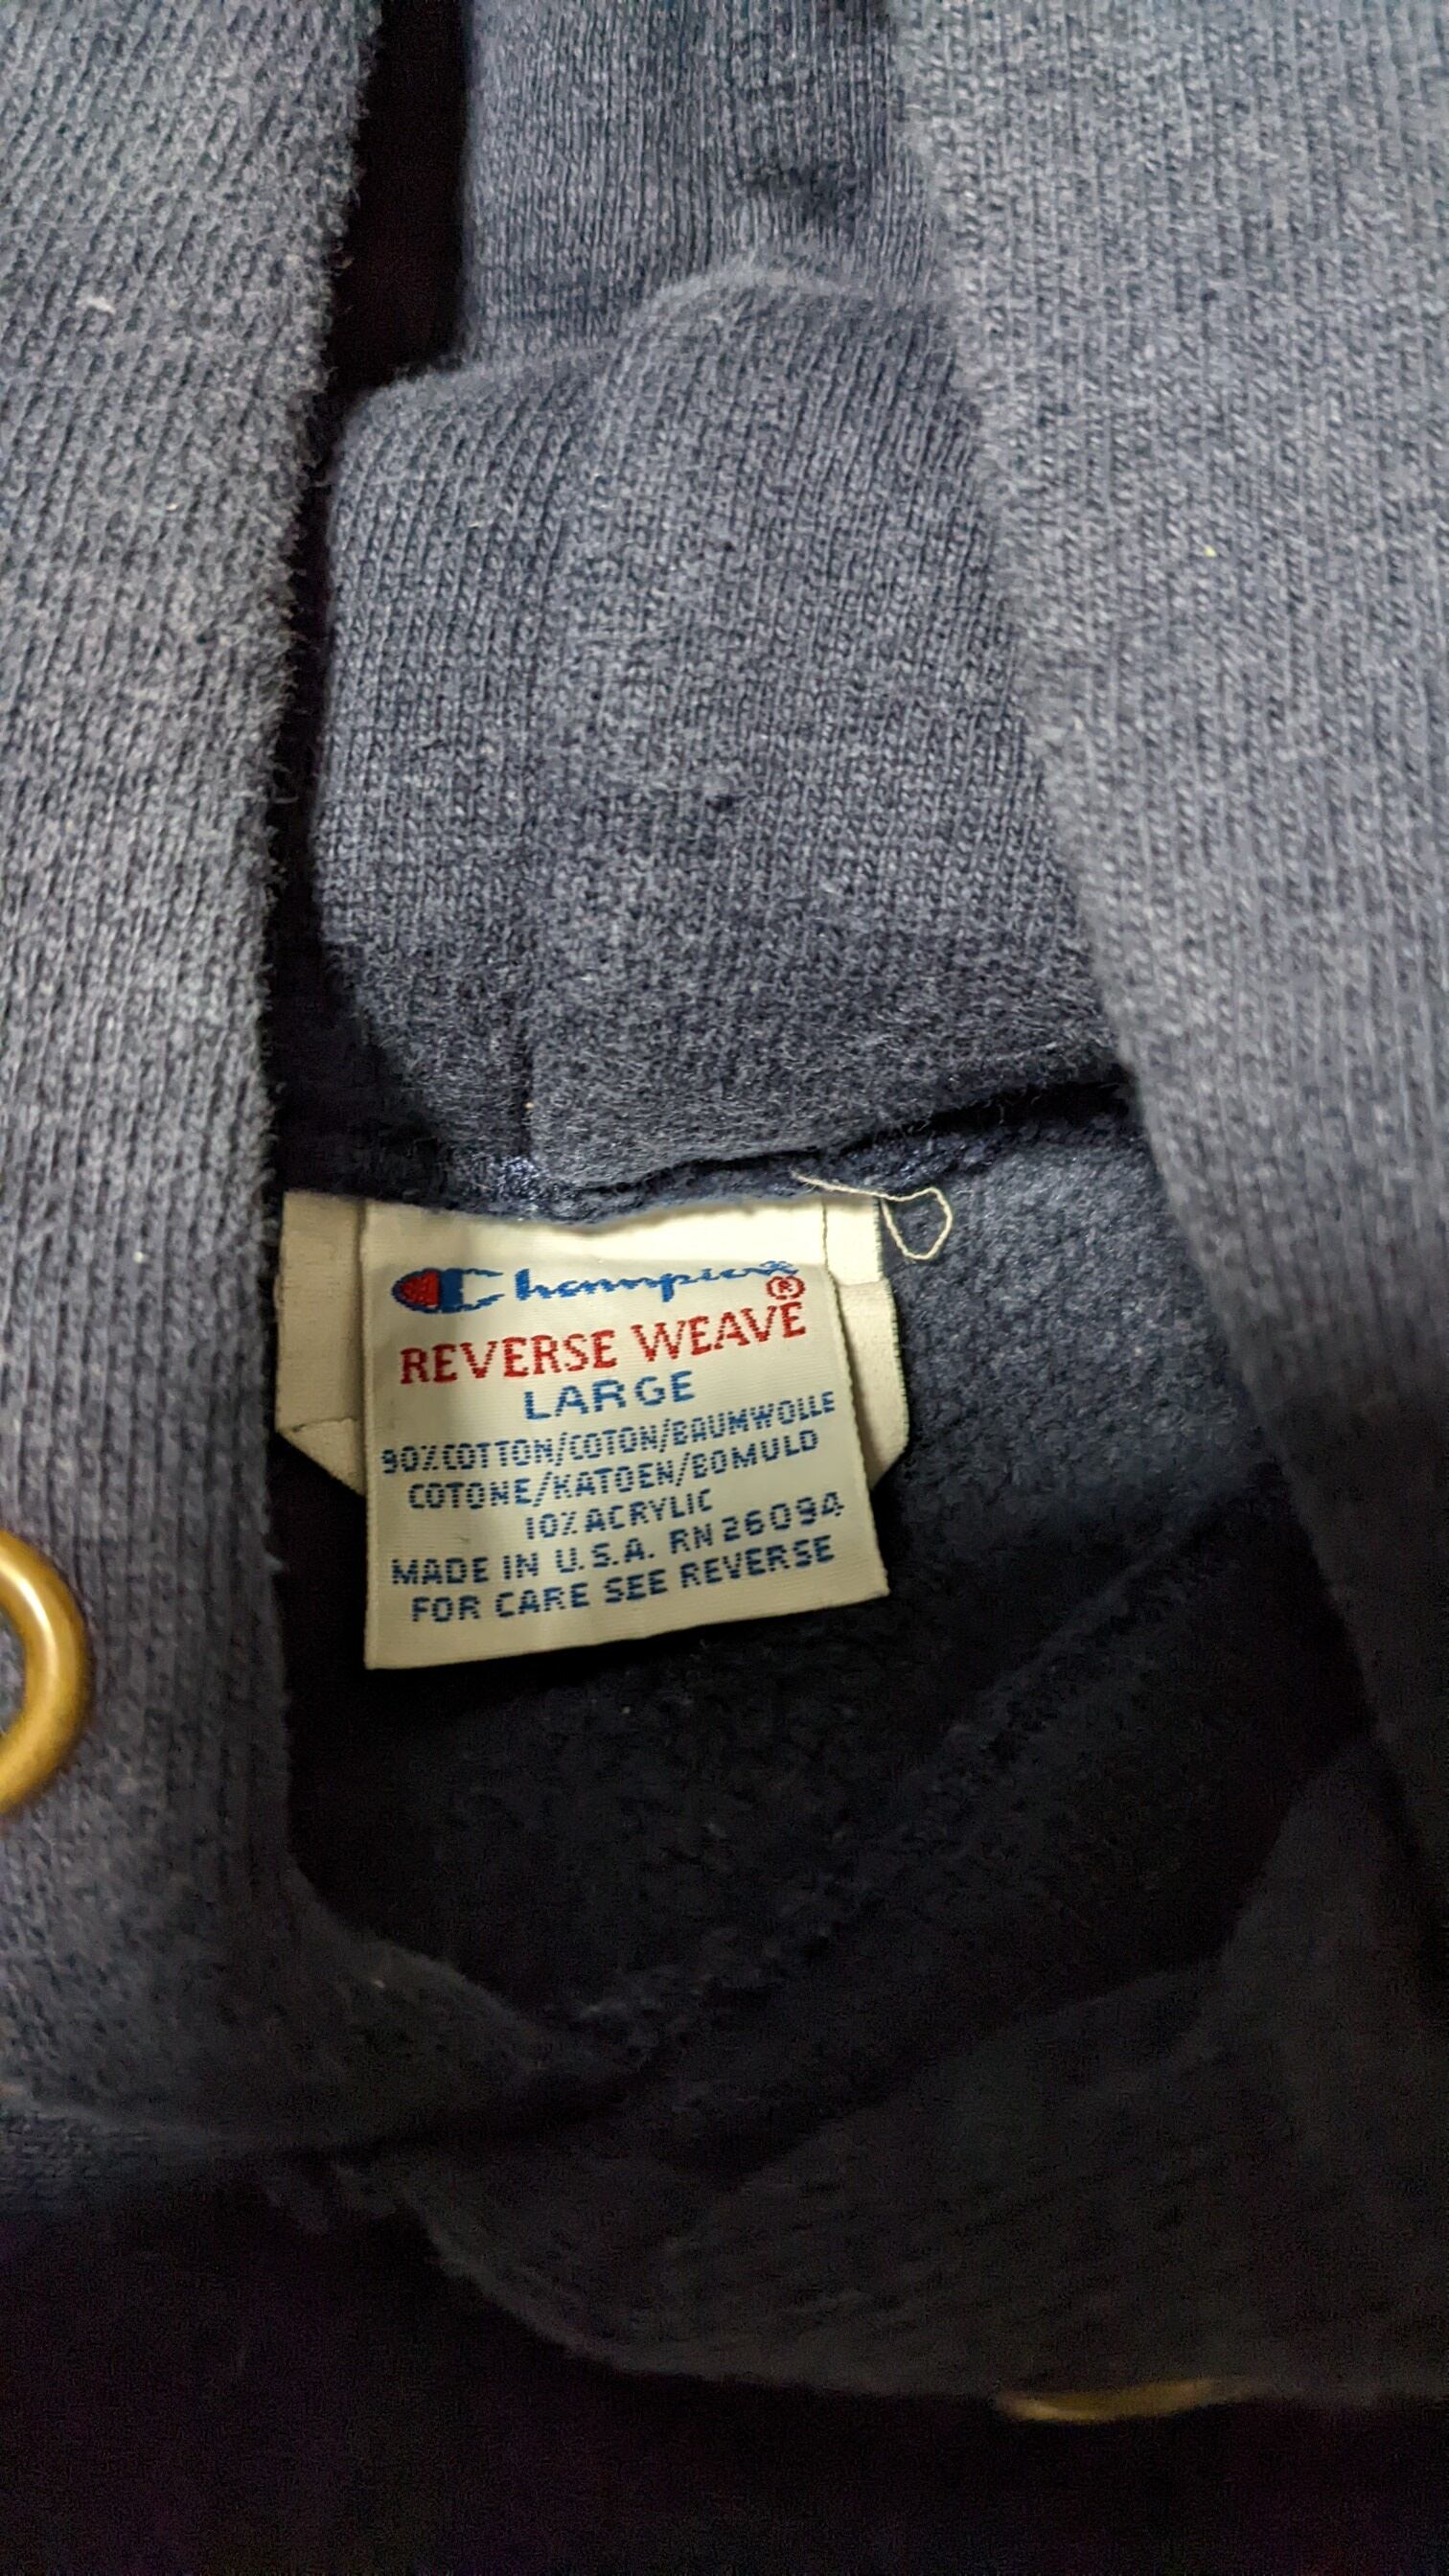 Champion®
REVERSE WEAVE
LARGE
90%COTTON/COTON/BAUMWOLLE
COTONE/KATOEN/BOMULD
10%ACRYLIC
MADE IN U.S.A. RN 26094
FOR CARE SEE REVERSE